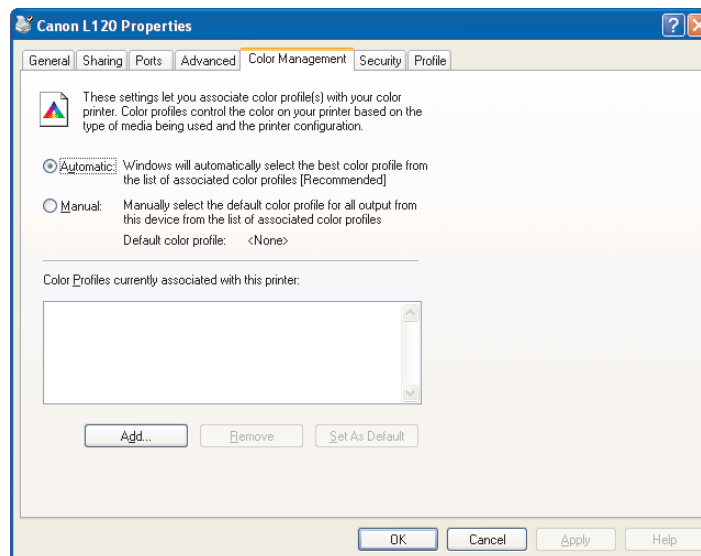 Canon L120 Properties
General Sharing Ports Advanced Color Management Security Profile
These settings let you associate color profile(s) with your color
printer. Color profiles control the color on your printer based on the
type of media being used and the printer configuration.
Automatic: Windows will automatically select the best color profile from
the list of associated color profiles [Recommended]
Manual: Manually select the default color profile for all output from
this device from the list of associated color profiles
Default color profile: <None>
Color Profiles currently associated with this printer:
Add... Remove Set As Default
OK Cancel Apply Help